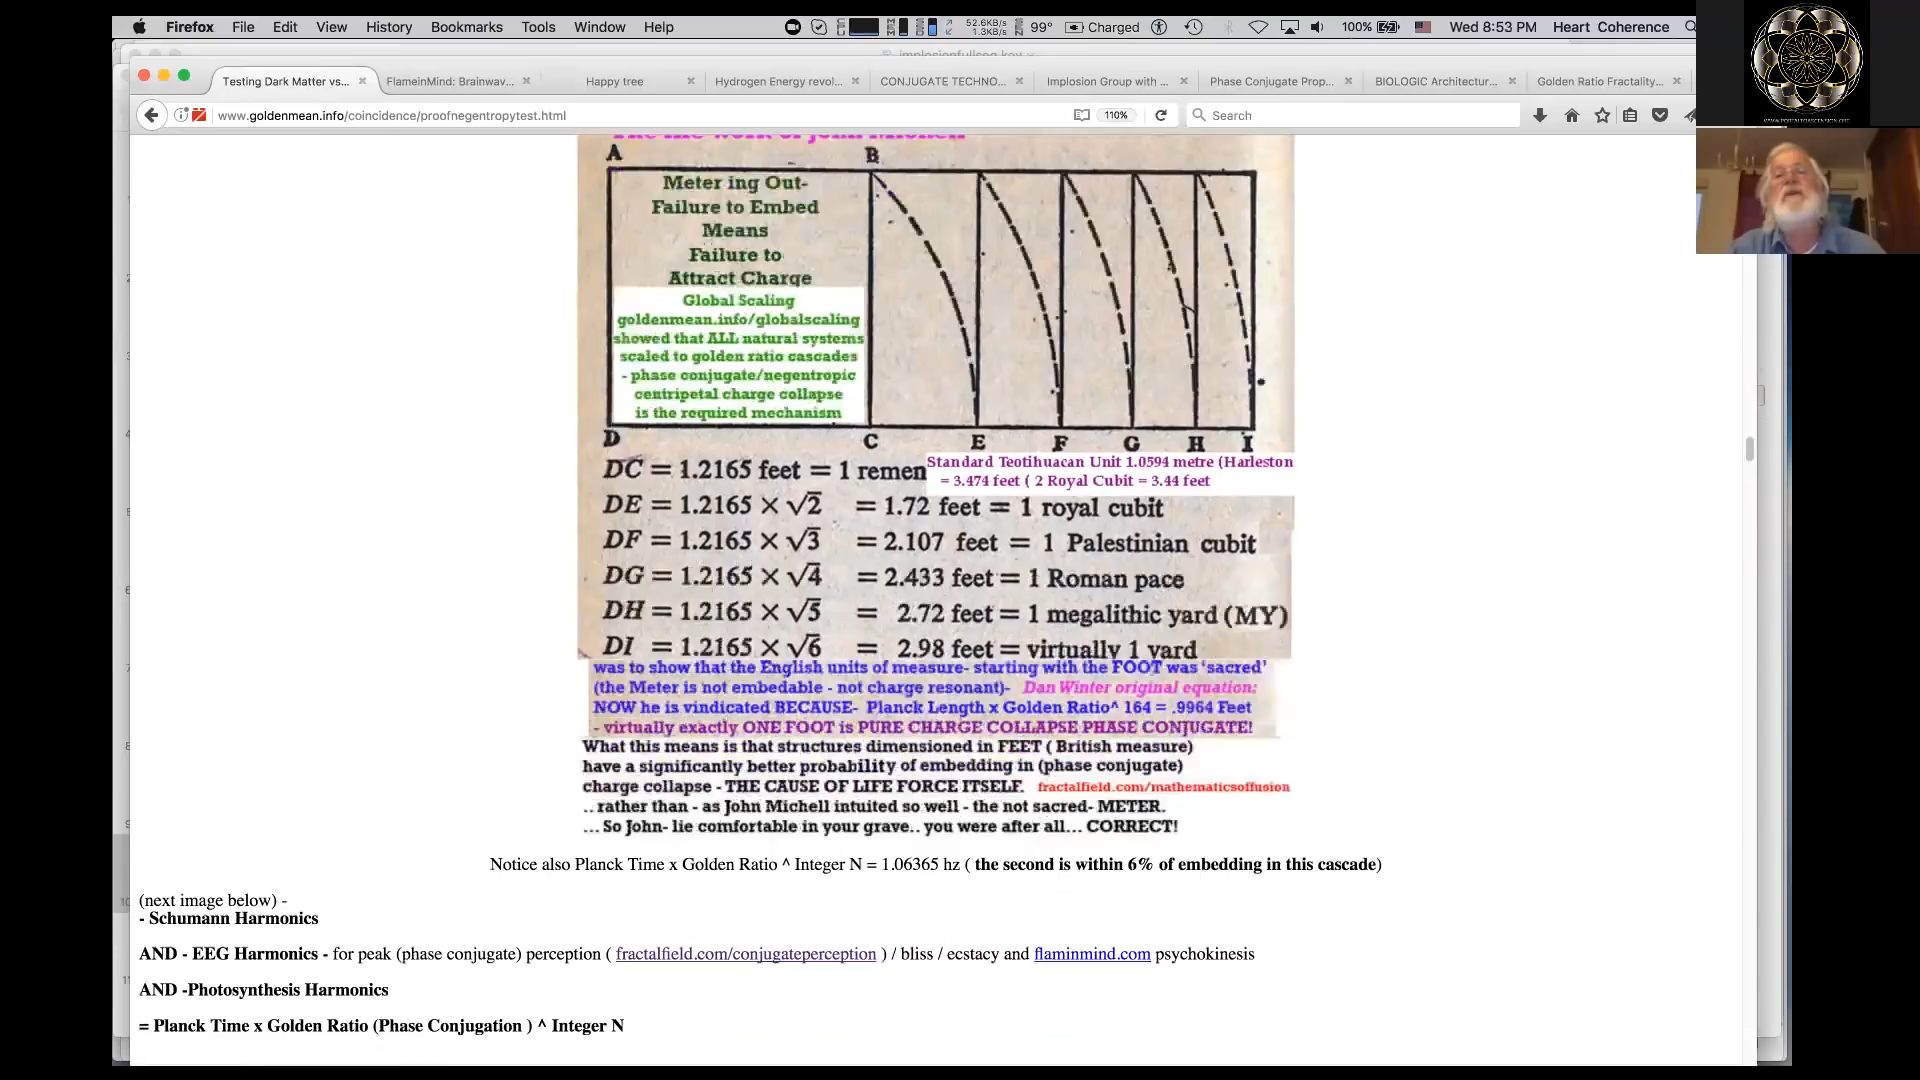 Firefox File Edit View History Bookmarks Tools Window Help 52.6KB/s 1.3KB/s 99° Charged 100% Wed 8:53 PM Heart Coherence
Testing Dark Matter vs... FlameinMind: Brainwav... Happy tree Hydrogen Energy revol... CONJUGATE TECHNO... Implosion Group with ... Phase Conjugate Prop... BIOLOGIC Architectur... Golden Ratio Fractality...
www.goldenmean.info/coincidence/proofnegentropytest.html 110% Search
A B
Meter ing Out-
Failure to Embed
Means
Failure to
Attract Charge
Global Scaling
goldenmean.info/globalscaling
showed that ALL natural systems
scaled to golden ratio cascades
- phase conjugate/negentropic
centripetal charge collapse
is the required mechanism
D C E F G H I
DC = 1.2165 feet = 1 remen
Standard Teotihuacan Unit 1.0594 metre (Harleston
= 3.474 feet ( 2 Royal Cubit = 3.44 feet
DE = 1.2165 × √2 = 1.72 feet = 1 royal cubit
DF = 1.2165 × √3 = 2.107 feet = 1 Palestinian cubit
DG = 1.2165 × √4 = 2.433 feet = 1 Roman pace
DH = 1.2165 × √5 = 2.72 feet = 1 megalithic yard (MY)
DI = 1.2165 × √6 = 2.98 feet = virtually 1 yard
was to show that the English units of measure- starting with the FOOT was 'sacred'
(the Meter is not embedable - not charge resonant)- Dan Winter original equation:
NOW he is vindicated BECAUSE- Planck Length x Golden Ratio^ 164 = .9964 Feet
- virtually exactly ONE FOOT is PURE CHARGE COLLAPSE PHASE CONJUGATE!
What this means is that structures dimensioned in FEET ( British measure)
have a significantly better probability of embedding in (phase conjugate)
charge collapse - THE CAUSE OF LIFE FORCE ITSELF. fractalfield.com/mathematicsoffusion
.. rather than - as John Michell intuited so well - the not sacred- METER.
... So John- lie comfortable in your grave.. you were after all... CORRECT!
Notice also Planck Time x Golden Ratio ^ Integer N = 1.06365 hz ( the second is within 6% of embedding in this cascade)
(next image below) -
- Schumann Harmonics
AND - EEG Harmonics - for peak (phase conjugate) perception ( fractalfield.com/conjugateperception ) / bliss / ecstacy and flaminmind.com psychokinesis
AND -Photosynthesis Harmonics
= Planck Time x Golden Ratio (Phase Conjugation ) ^ Integer N